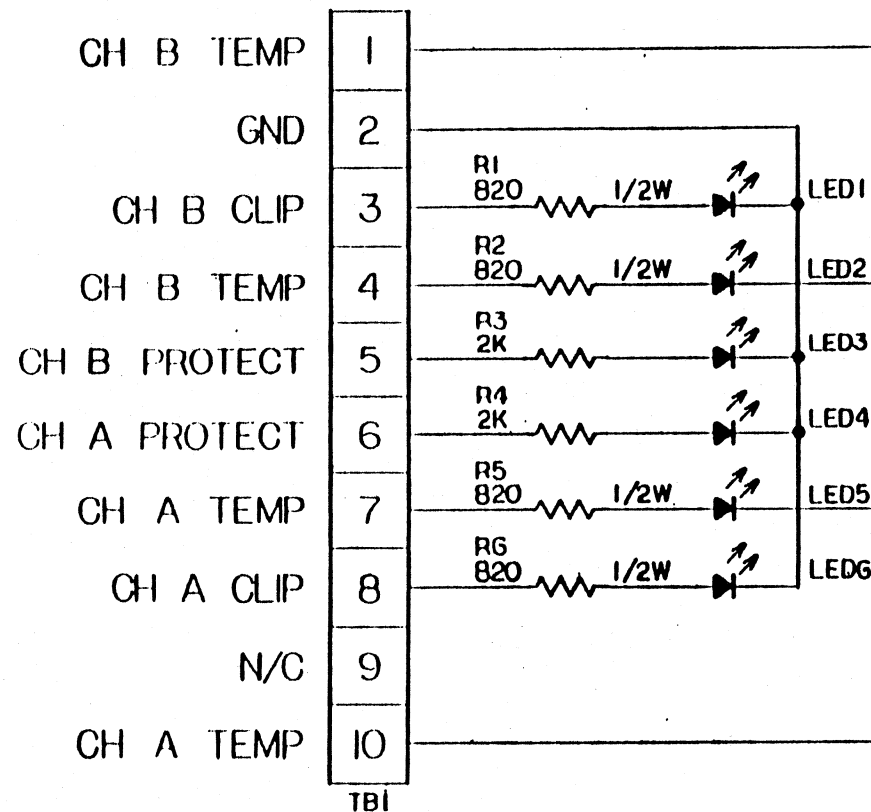 CH B TEMP 1
GND 2
R1
820 1/2W LED1
CH B CLIP 3
R2
820 1/2W LED2
CH B TEMP 4
R3
2K LED3
CH B PROTECT 5
R4
2K LED4
CH A PROTECT 6
R5
820 1/2W LED5
CH A TEMP 7
R6
820 1/2W LED6
CH A CLIP 8
N/C 9
CH A TEMP 10
TB1